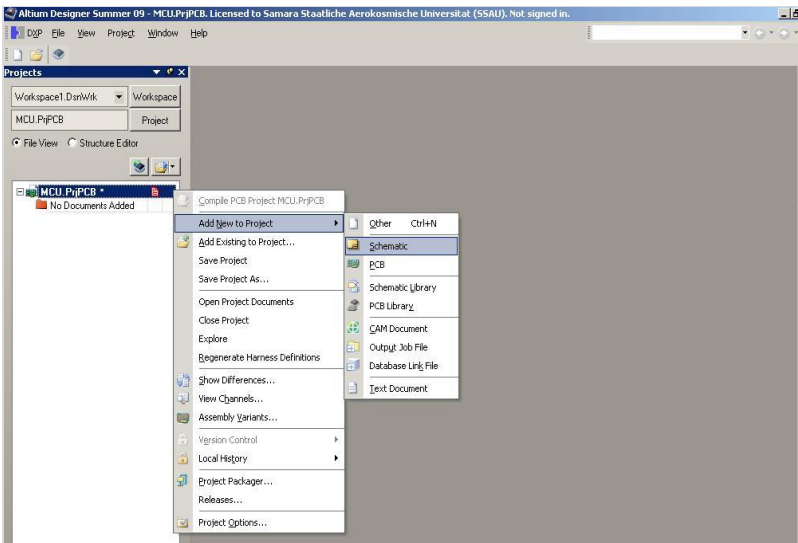 Altium Designer Summer 09 - MCU.PrjPCB. Licensed to Samara Staatliche Aerokosmische Universitat (SSAU). Not signed in.
DXP File View Project Window Help
Projects
Workspace1.DsnWrk Workspace
MCU.PrjPCB Project
File View Structure Editor
MCU.PrjPCB *
No Documents Added
Compile PCB Project MCU.PrjPCB
Add New to Project
Add Existing to Project...
Save Project
Save Project As...
Open Project Documents
Close Project
Explore
Regenerate Harness Definitions
Show Differences...
View Channels...
Assembly Variants...
Version Control
Local History
Project Packager...
Releases...
Project Options...
Other Ctrl+N
Schematic
PCB
Schematic Library
PCB Library
CAM Document
Output Job File
Database Link File
Text Document